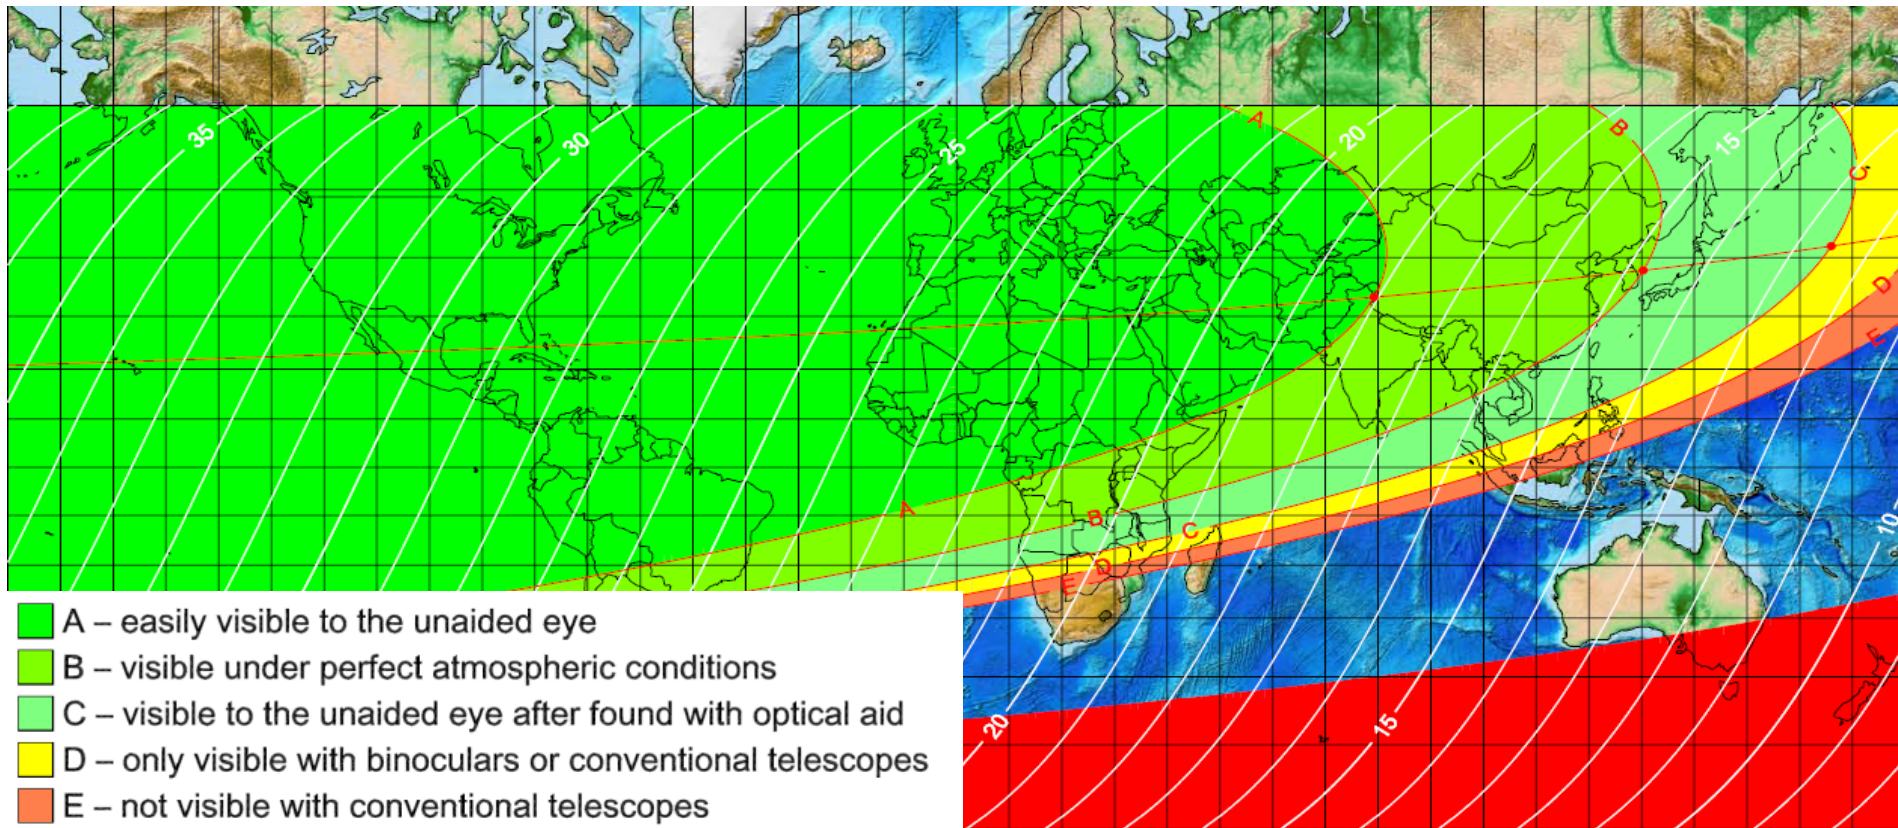 35
30
25
A
20
B
15
C
D
E
A
B
C
D
E
10
20
15
A – easily visible to the unaided eye
B – visible under perfect atmospheric conditions
C – visible to the unaided eye after found with optical aid
D – only visible with binoculars or conventional telescopes
E – not visible with conventional telescopes